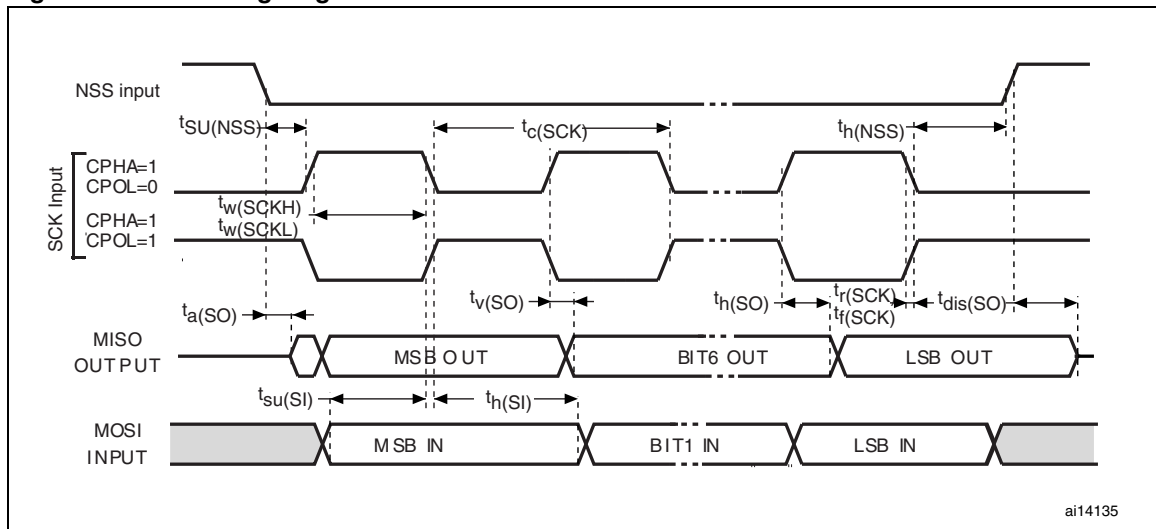 NSS input
tSU(NSS)
tc(SCK)
th(NSS)
SCK Input
CPHA=1
CPOL=0
tw(SCKH)
CPHA=1
tw(SCKL)
CPOL=1
ta(SO)
tv(SO)
th(SO)
tr(SCK)
tf(SCK)
tdis(SO)
MISO
OUTPUT
MSB OUT
BIT6 OUT
LSB OUT
tsu(SI)
th(SI)
MOSI
INPUT
MSB IN
BIT1 IN
LSB IN
ai14135